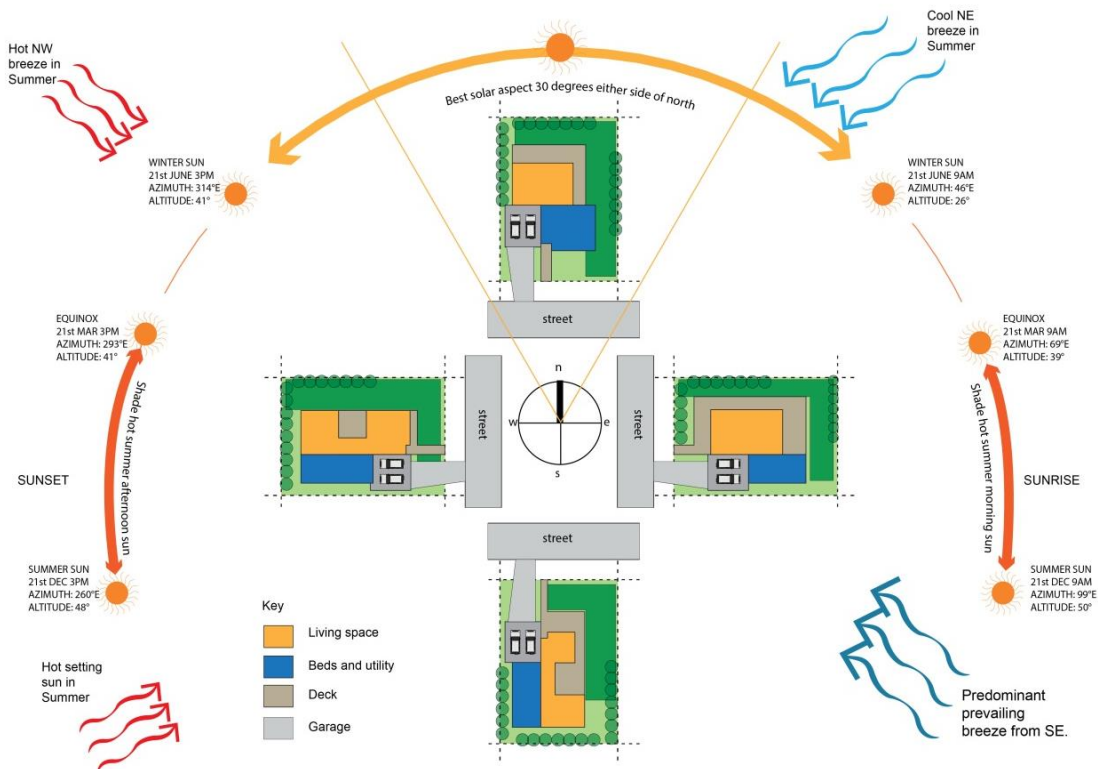 Hot NW
breeze in
Summer
Cool NE
breeze in
Summer
Best solar aspect 30 degrees either side of north
WINTER SUN
21st JUNE 3PM
AZIMUTH: 314°E
ALTITUDE: 41°
WINTER SUN
21st JUNE 9AM
AZIMUTH: 46°E
ALTITUDE: 26°
street
EQUINOX
21st MAR 3PM
AZIMUTH: 293°E
ALTITUDE: 41°
EQUINOX
21st MAR 9AM
AZIMUTH: 69°E
ALTITUDE: 39°
Shade hot summer afternoon sun
SUNSET
street
n
w
e
s
street
Shade hot summer morning sun
SUNRISE
street
SUMMER SUN
21st DEC 3PM
AZIMUTH: 260°E
ALTITUDE: 48°
SUMMER SUN
21st DEC 9AM
AZIMUTH: 99°E
ALTITUDE: 50°
Key
Living space
Beds and utility
Deck
Garage
Hot setting
sun in
Summer
Predominant
prevailing
breeze from SE.